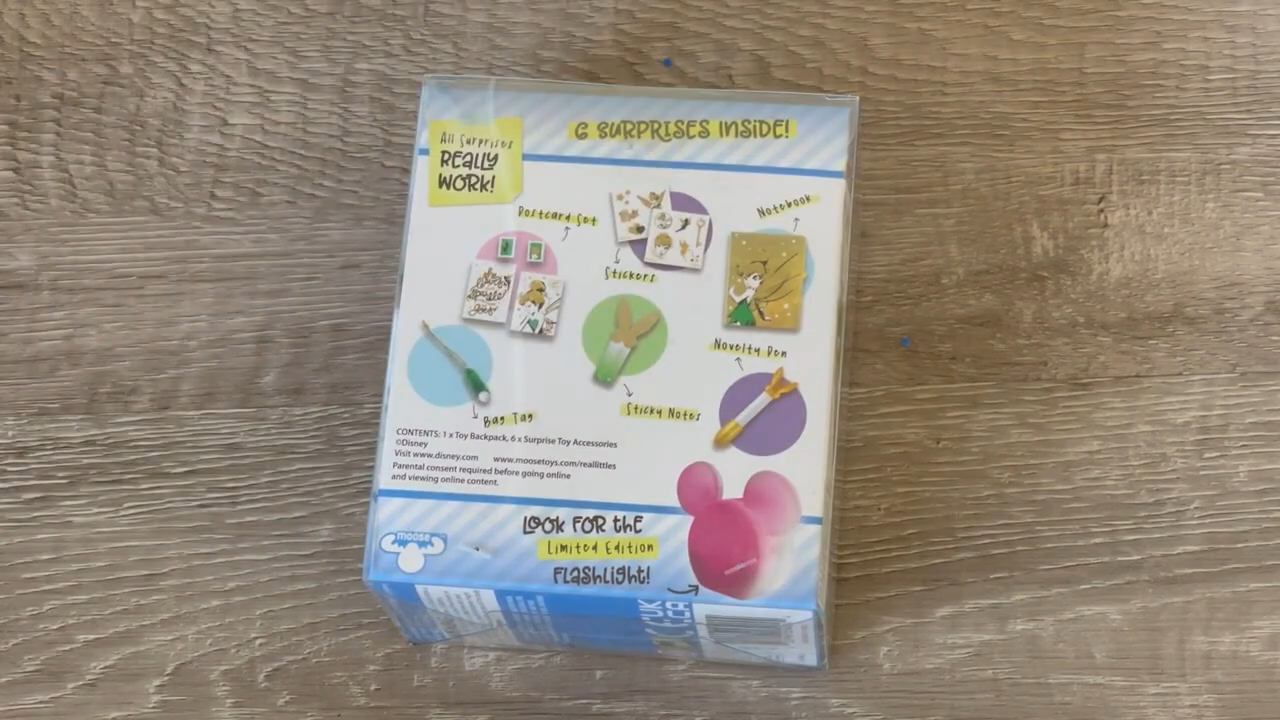 6 SURPRISES INSIDE!
All Surprises
REALLY
WORK!
Postcard Set
Notebook
Stickers
Novelty Pen
Sticky Notes
Bag Tag
CONTENTS: 1 x Toy Backpack, 6 x Surprise Toy Accessories
©Disney
Visit www.disney.com www.moosetoys.com/reallittles
Parental consent required before going online
and viewing online content.
LOOK FOR thE
Limited Edition
FLASHLIGHT!
moose
UK
CA